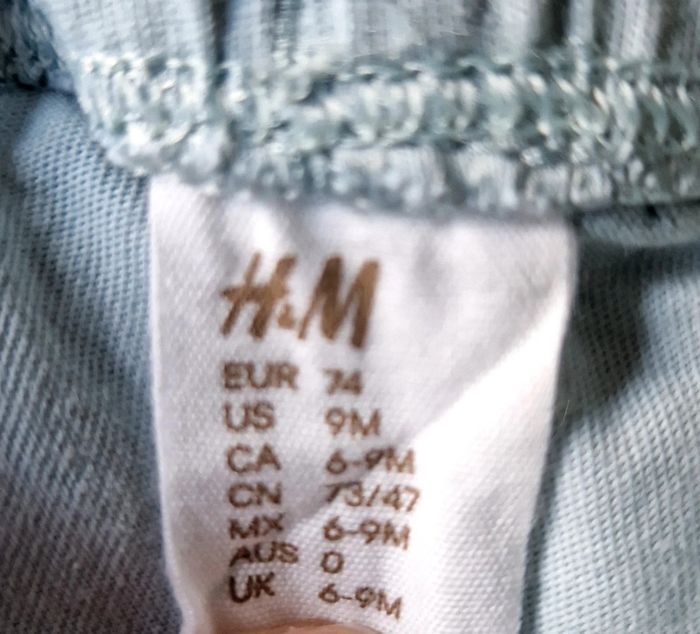 H&M
EUR 74
US 9M
CA 6-9M
CN 73/47
MX 6-9M
AUS 0
UK 6-9M